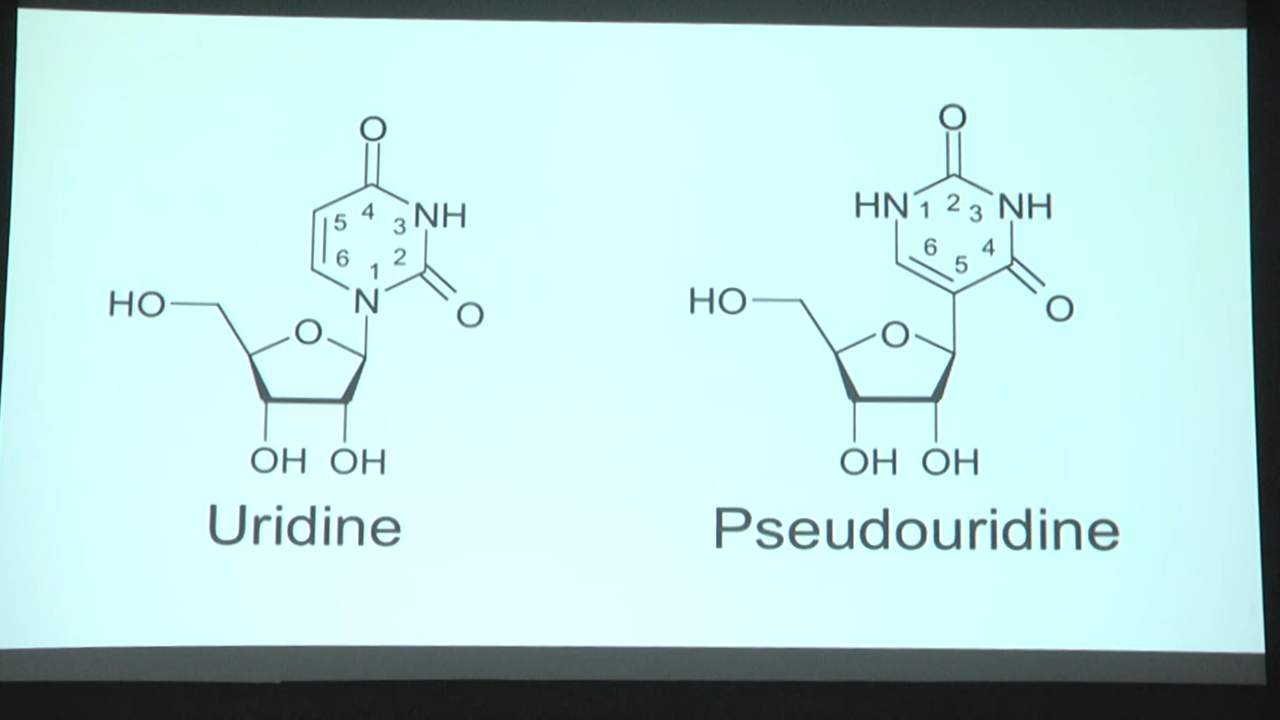 O
5 4 3 NH
6 1 2
N
O
HO
O
OH OH
Uridine
O
HN 1 2 3 NH
6 5 4
O
HO
O
OH OH
Pseudouridine